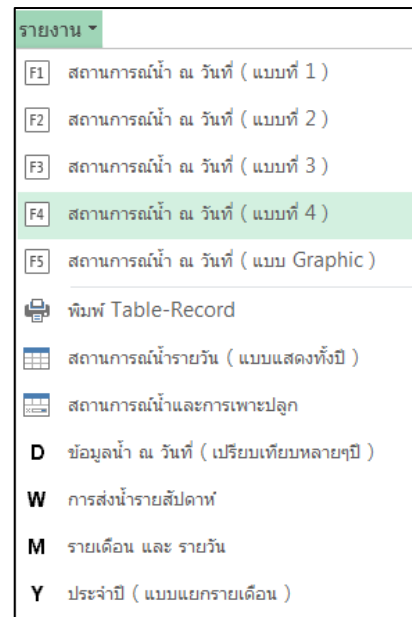 รายงาน
F1 สถานการณ์น้ำ ณ วันที่ ( แบบที่ 1 )
F2 สถานการณ์น้ำ ณ วันที่ ( แบบที่ 2 )
F3 สถานการณ์น้ำ ณ วันที่ ( แบบที่ 3 )
F4 สถานการณ์น้ำ ณ วันที่ ( แบบที่ 4 )
F5 สถานการณ์น้ำ ณ วันที่ ( แบบ Graphic )
พิมพ์ Table-Record
สถานการณ์น้ำรายวัน ( แบบแสดงทั้งปี )
สถานการณ์น้ำและการเพาะปลูก
D ข้อมูลน้ำ ณ วันที่ ( เปรียบเทียบหลายๆปี )
W การส่งน้ำรายสัปดาห์
M รายเดือน และ รายวัน
Y ประจำปี ( แบบแยกรายเดือน )